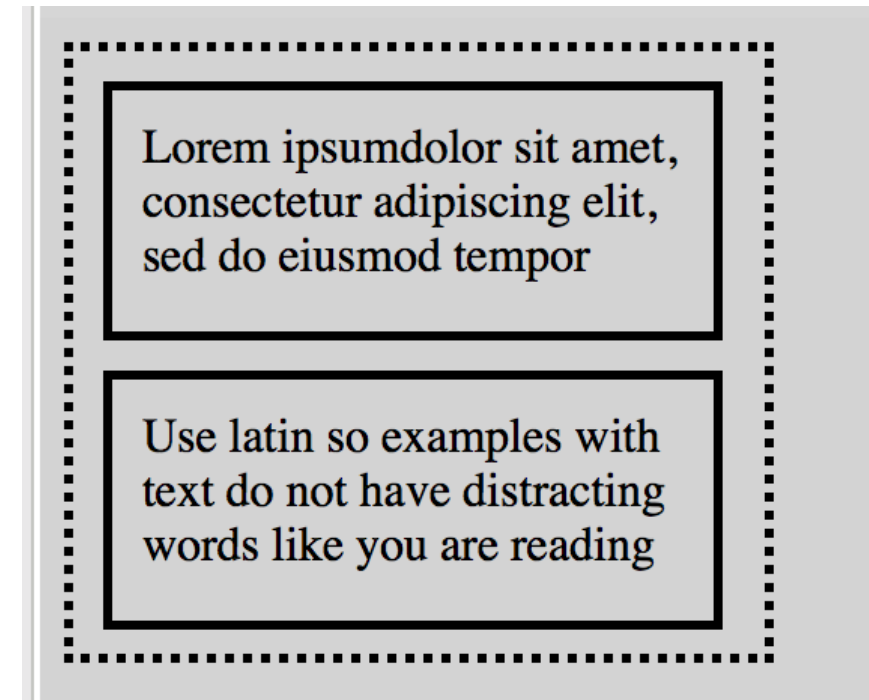 Lorem ipsumdolor sit amet,
consectetur adipiscing elit,
sed do eiusmod tempor
Use latin so examples with
text do not have distracting
words like you are reading